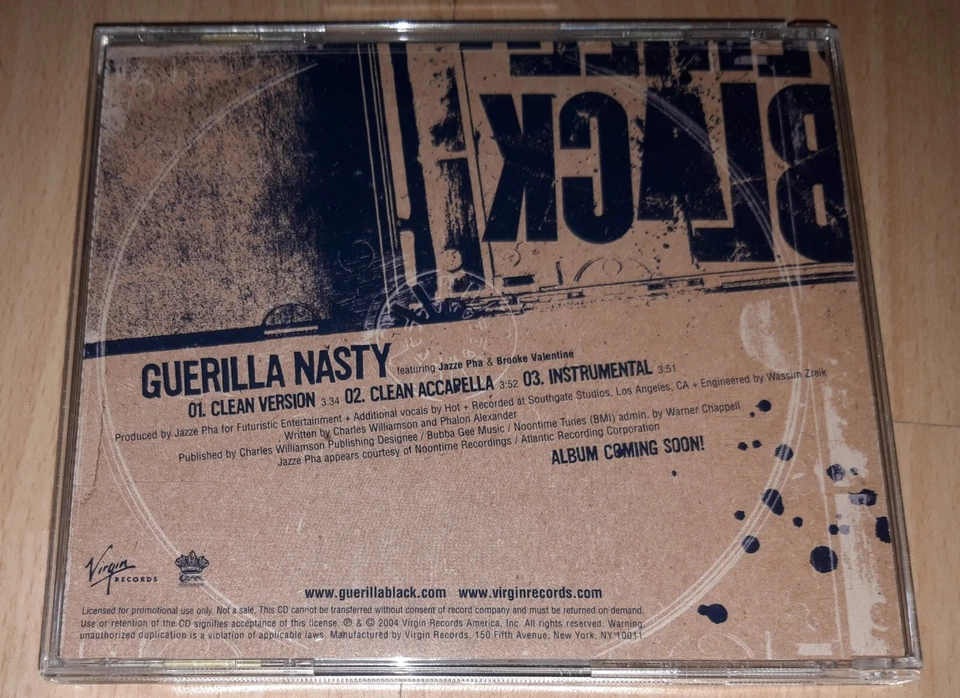 BLACK
GUERILLA NASTY featuring Jazze Pha & Brooke Valentine
01. CLEAN VERSION 3:34 02. CLEAN ACCAPELLA 3:52 03. INSTRUMENTAL 3:51
Produced by Jazze Pha for Futuristic Entertainment + Additional vocals by Hot + Recorded at Southgate Studios, Los Angeles, CA + Engineered by Wassim Zreik
Written by Charles Williamson and Phalon Alexander
Published by Charles Williamson Publishing Designee / Bubba Gee Music / Noontime Tunes (BMI) admin. by Warner Chappell
Jazze Pha appears courtesy of Noontime Recordings / Atlantic Recording Corporation
ALBUM COMING SOON!
Virgin
RECORDS
www.guerillablack.com www.virginrecords.com
Licensed for promotional use only. Not a sale. This CD cannot be transferred without consent of record company and must be returned on demand.
Use or retention of the CD signifies acceptance of this license. ℗ & © 2004 Virgin Records America, Inc. All rights reserved. Warning:
unauthorized duplication is a violation of applicable laws. Manufactured by Virgin Records. 150 Fifth Avenue, New York, NY 10011